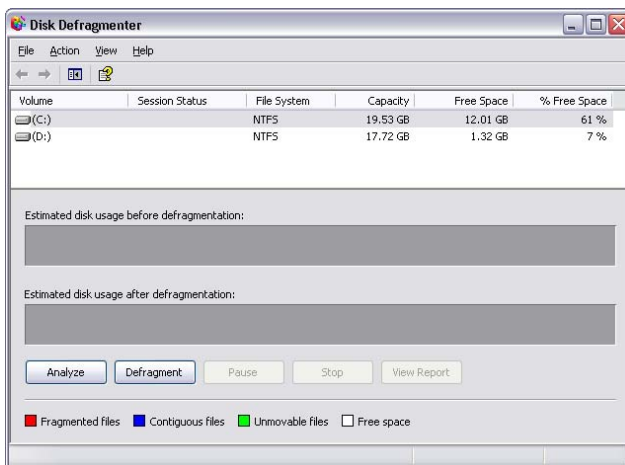 Disk Defragmenter
File Action View Help
Volume Session Status File System Capacity Free Space % Free Space
(C:) NTFS 19.53 GB 12.01 GB 61 %
(D:) NTFS 17.72 GB 1.32 GB 7 %
Estimated disk usage before defragmentation:
Estimated disk usage after defragmentation:
Analyze Defragment Pause Stop View Report
Fragmented files Contiguous files Unmovable files Free space